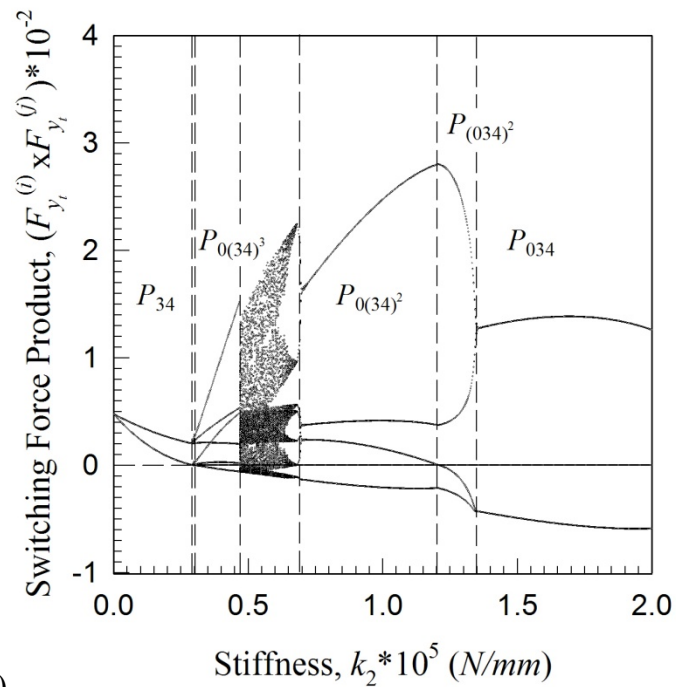 Switching Force Product, (F_{y_t}^{(i)} xF_{y_t}^{(j)})*10^{-2}
4
3
2
1
0
-1
P_{34}
P_{0(34)^3}
P_{0(34)^2}
P_{(034)^2}
P_{034}
0.0 0.5 1.0 1.5 2.0
Stiffness, k_2*10^5 (N/mm)
)